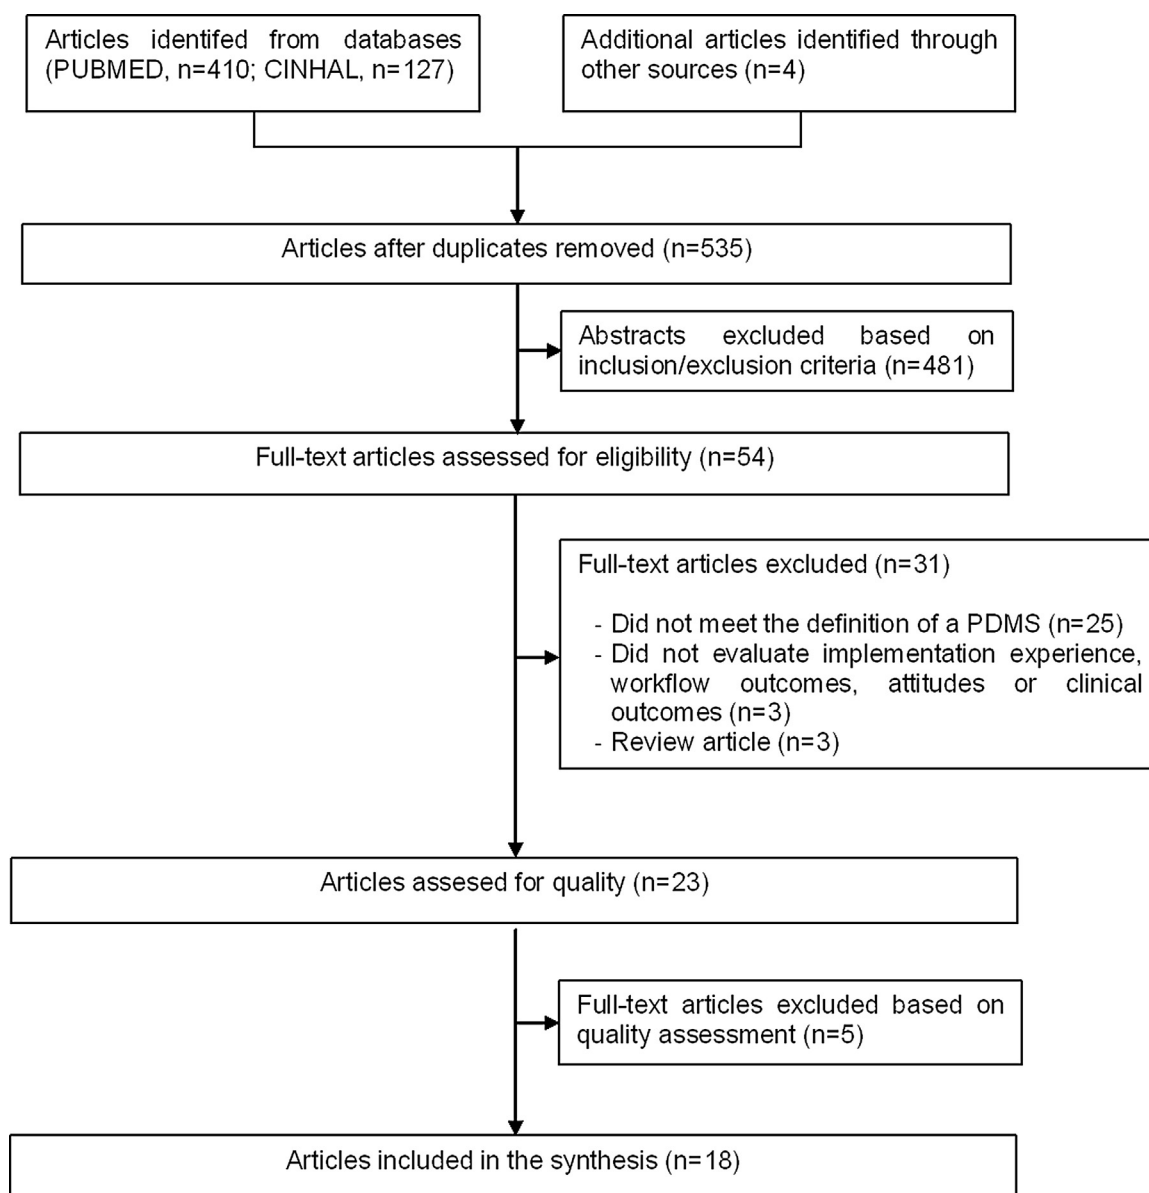 Articles identifed from databases
(PUBMED, n=410; CINHAL, n=127)
Additional articles identified through
other sources (n=4)
Articles after duplicates removed (n=535)
Abstracts excluded based on
inclusion/exclusion criteria (n=481)
Full-text articles assessed for eligibility (n=54)
Full-text articles excluded (n=31)
- Did not meet the definition of a PDMS (n=25)
- Did not evaluate implementation experience,
workflow outcomes, attitudes or clinical
outcomes (n=3)
- Review article (n=3)
Articles assesed for quality (n=23)
Full-text articles excluded based on
quality assessment (n=5)
Articles included in the synthesis (n=18)